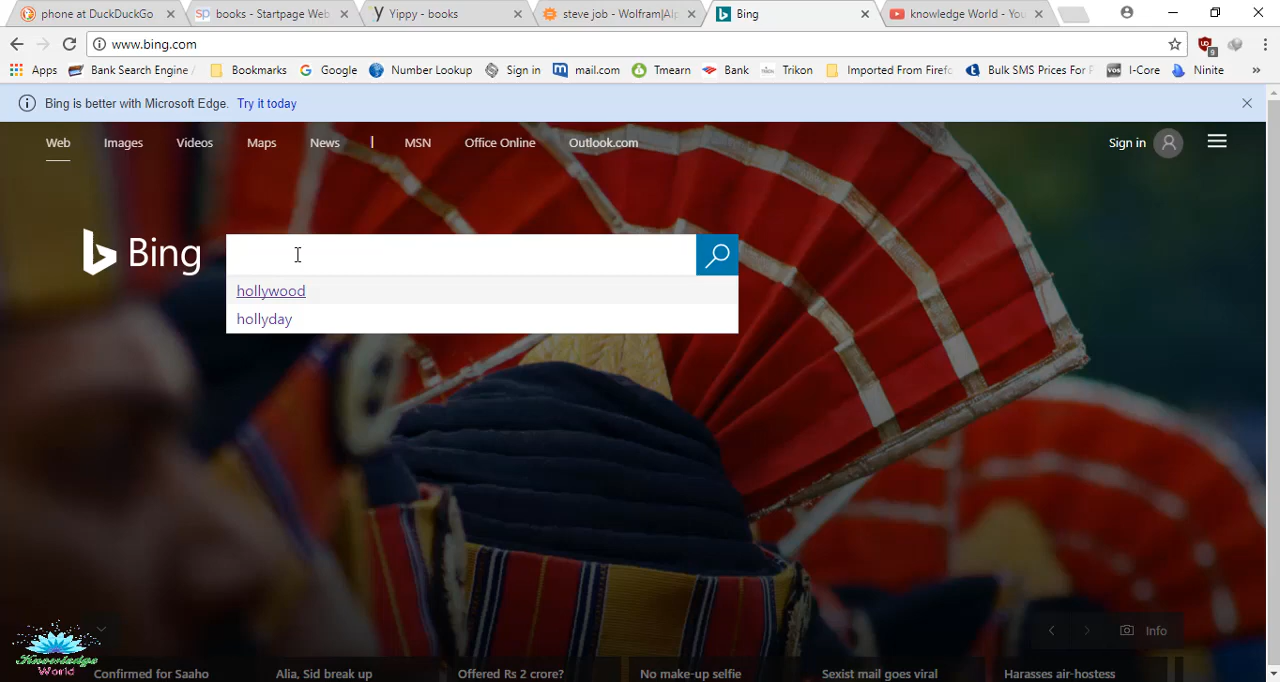 phone at DuckDuckGo
books - Startpage Web
Yippy - books
steve job - Wolfram|Alp
Bing
knowledge World - You
www.bing.com
Apps
Bank Search Engine
Bookmarks
Google
Number Lookup
Sign in
mail.com
Tmearn
Bank
Trikon
Imported From Firefo
Bulk SMS Prices For F
I-Core
Ninite
Bing is better with Microsoft Edge. Try it today
Web
Images
Videos
Maps
News
|
MSN
Office Online
Outlook.com
Sign in
Bing
hollywood
hollyday
Info
Knowledge
World
Confirmed for Saaho
Alia, Sid break up
Offered Rs 2 crore?
No make-up selfie
Sexist mail goes viral
Harasses air-hostess